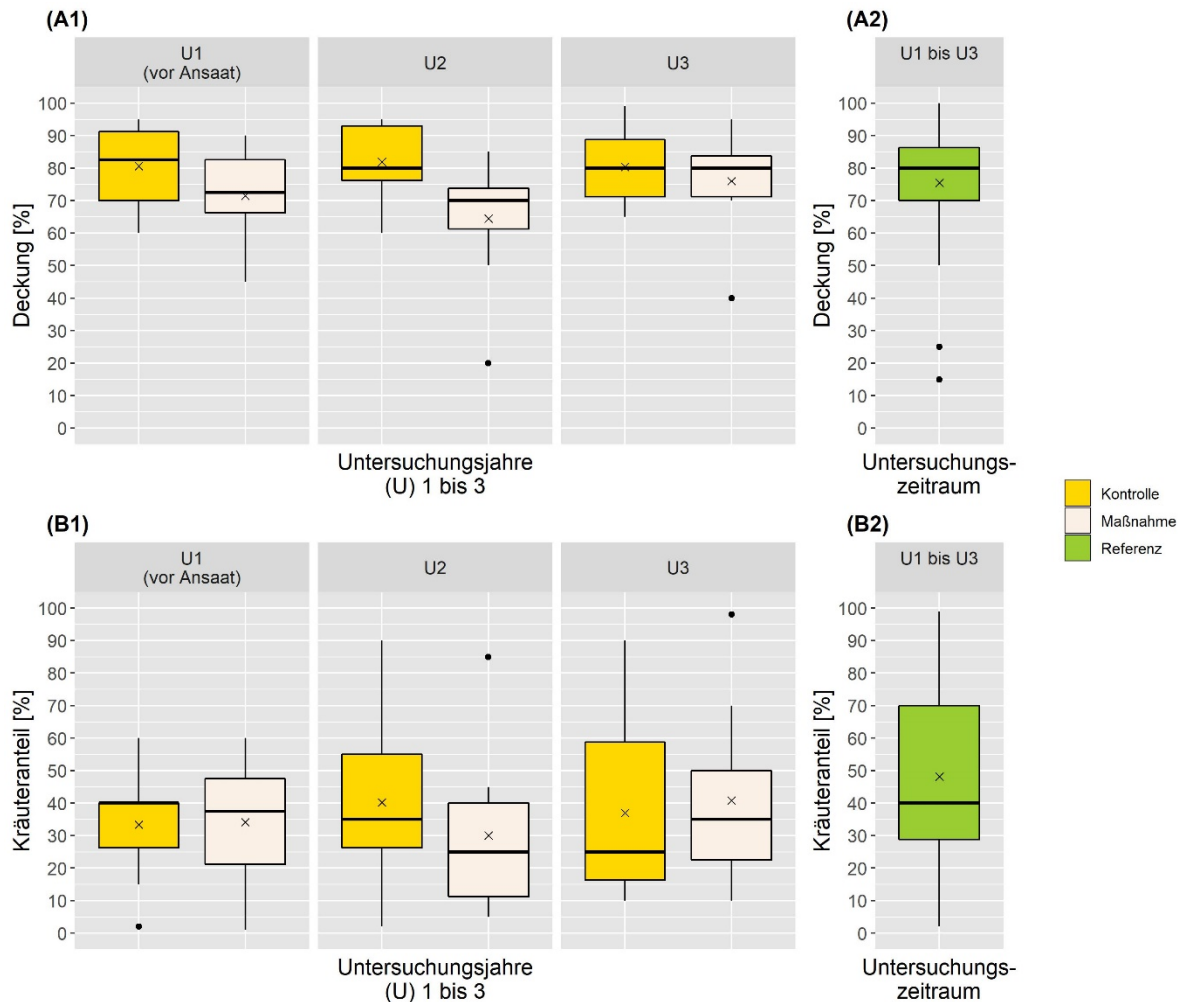 (A1)
(A2)
U1
(vor Ansaat)
U2
U3
U1 bis U3
Deckung [%]
100
90
80
70
60
50
40
30
20
10
0
Deckung [%]
100
90
80
70
60
50
40
30
20
10
0
Untersuchungsjahre
(U) 1 bis 3
Untersuchungs-
zeitraum
Kontrolle
Maßnahme
Referenz
(B1)
(B2)
U1
(vor Ansaat)
U2
U3
U1 bis U3
Kräuteranteil [%]
100
90
80
70
60
50
40
30
20
10
0
Kräuteranteil [%]
100
90
80
70
60
50
40
30
20
10
0
Untersuchungsjahre
(U) 1 bis 3
Untersuchungs-
zeitraum